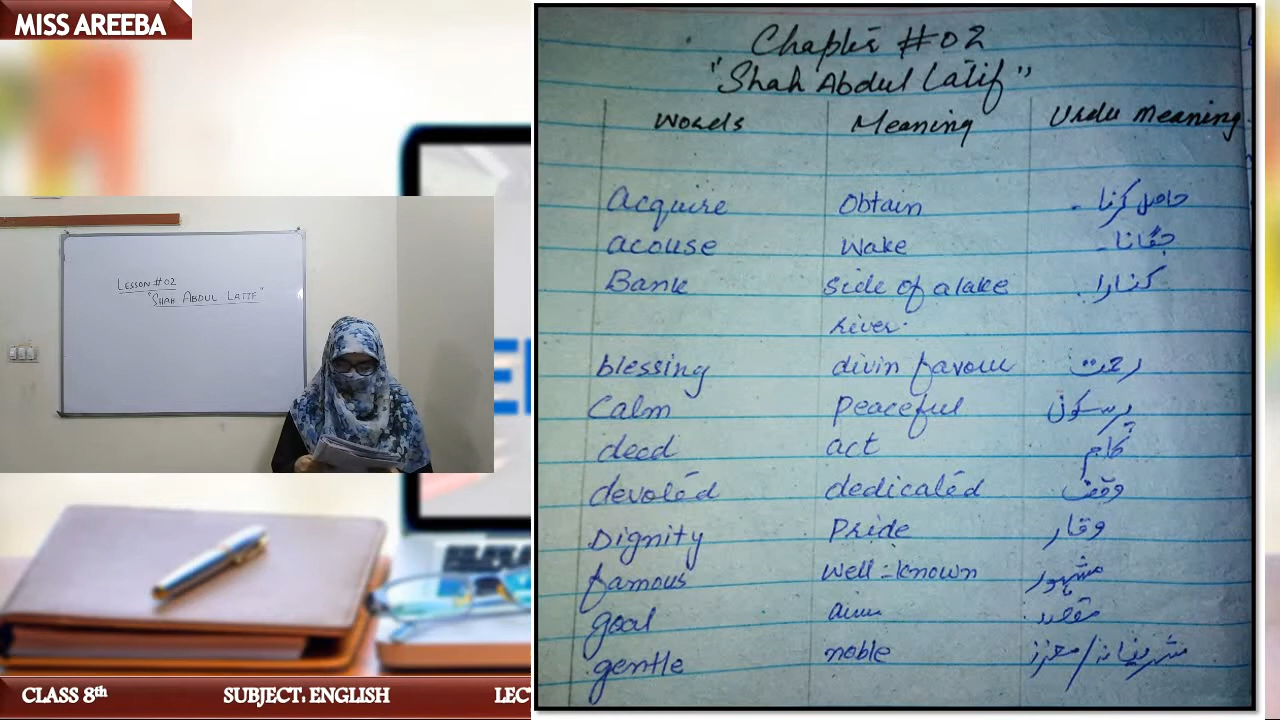 MISS AREEBA
LESSON #02
"SHAH ABDUL LATIF"
CLASS 8th SUBJECT: ENGLISH LEC
Chapter #02
"Shah Abdul Latif"
Words Meaning Urdu Meaning
Acquire Obtain حاصل کرنا۔
acouse Wake جگانا۔
Bank side of a lake کنارا۔
river.
blessing divin favour رحمت
Calm Peaceful پرسکون
deed act کام
devoted dedicated وقف
Dignity Pride وقار
famous well-known مشہور
goal aim مقصد
gentle noble شریفانہ/معزز
EE